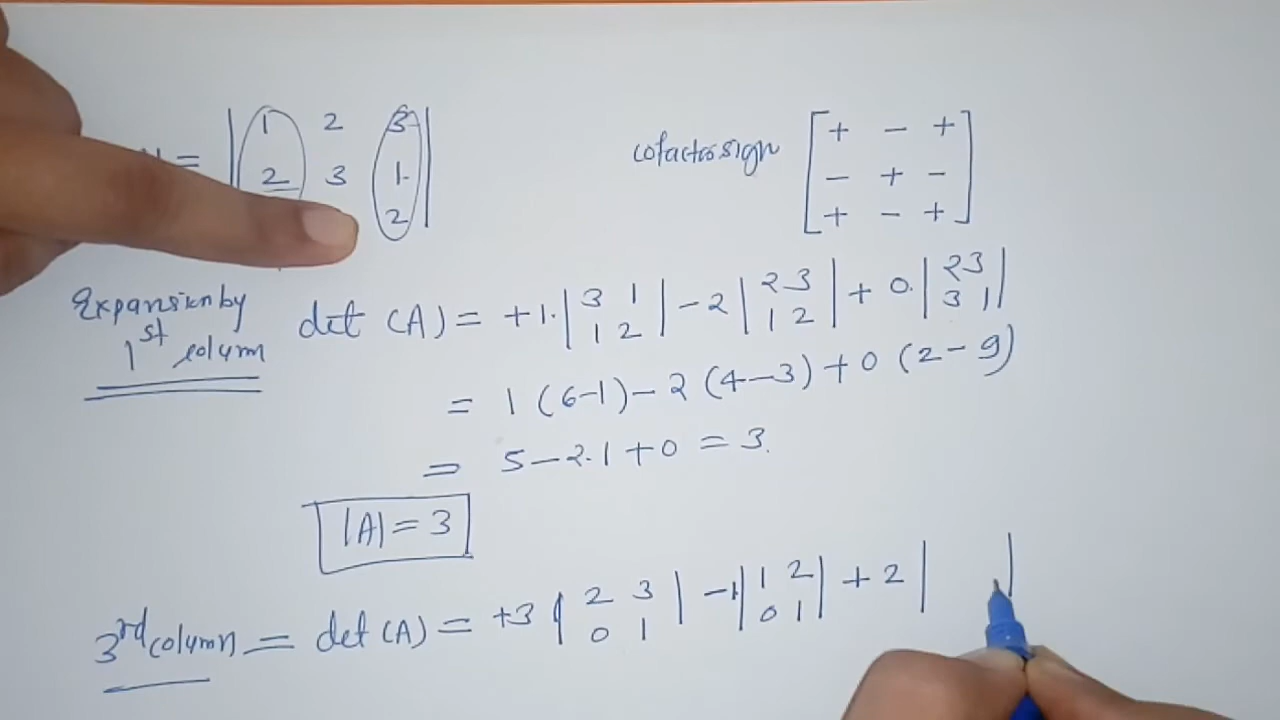 = | 1 2 3 |
| 2 3 1. |
2 |
cofactor sign [ + − + ]
[ − + − ]
[ + − + ]
Expansion by
1st column
det (A) = +1. | 3 1 | − 2 | 2 3 | + 0. | 2 3 |
| 1 2 | | 1 2 | | 3 1 |
= 1 (6−1) − 2 (4−3) + 0 (2−9)
= 5 − 2.1 + 0 = 3.
|A| = 3
3rd column = det (A) = +3 | 2 3 | −1 | 1 2 | + 2 | |
| 0 1 | | 0 1 |